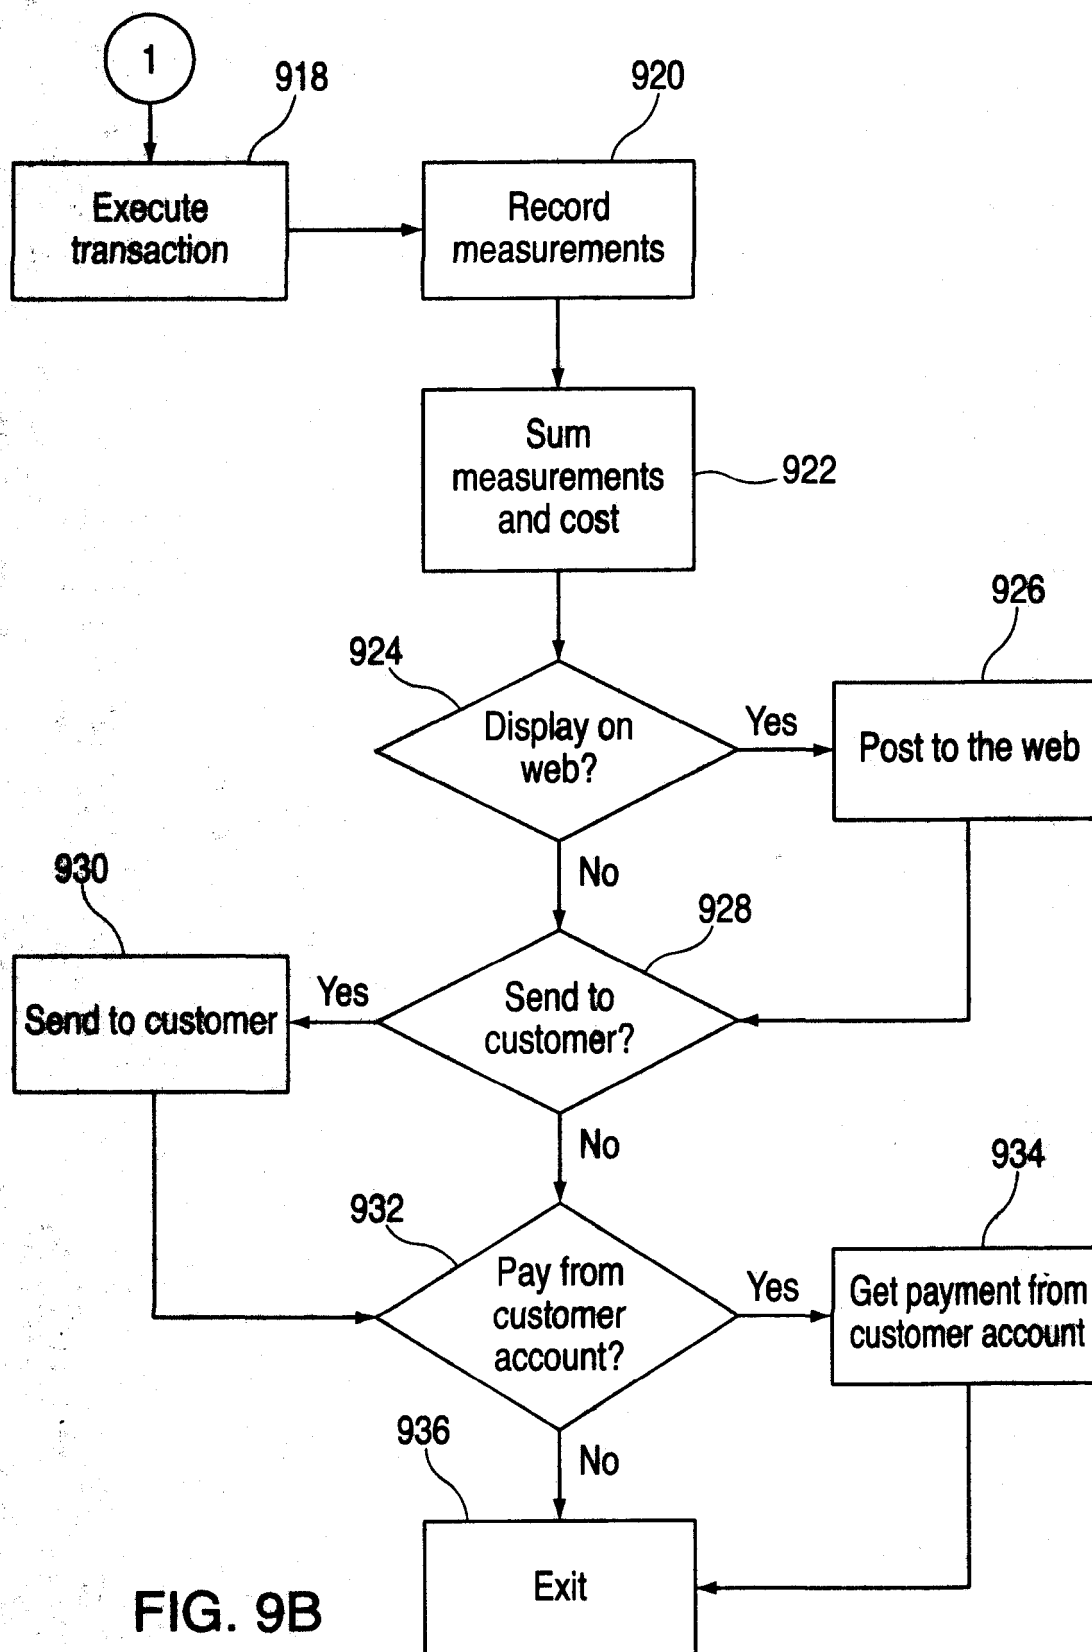 1
918
920
Execute
transaction
Record
measurements
Sum
measurements
and cost
922
926
924
Display on
web?
Yes
Post to the web
No
930
928
Send to customer
Yes
Send to
customer?
No
934
932
Pay from
customer
account?
Yes
Get payment from
customer account
936
No
Exit
FIG. 9B